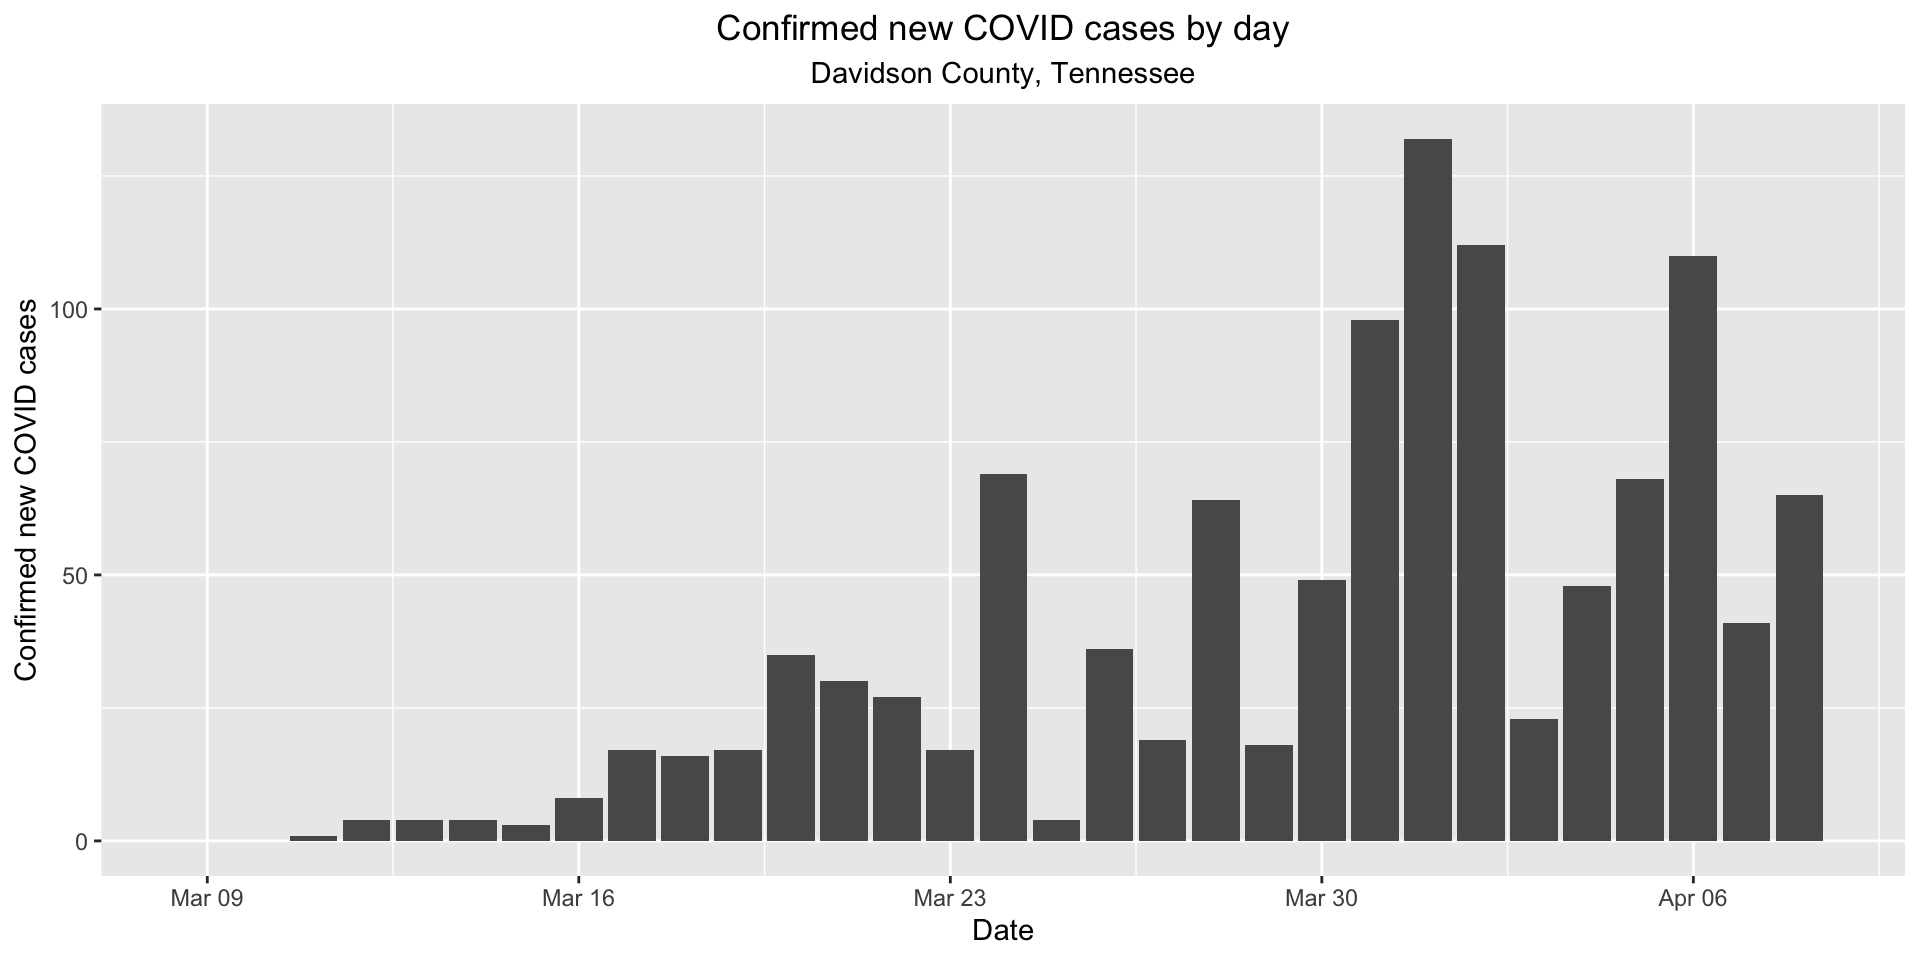 Confirmed new COVID cases by day
Davidson County, Tennessee
Confirmed new COVID cases
100
50
0
Mar 09
Mar 16
Mar 23
Mar 30
Apr 06
Date